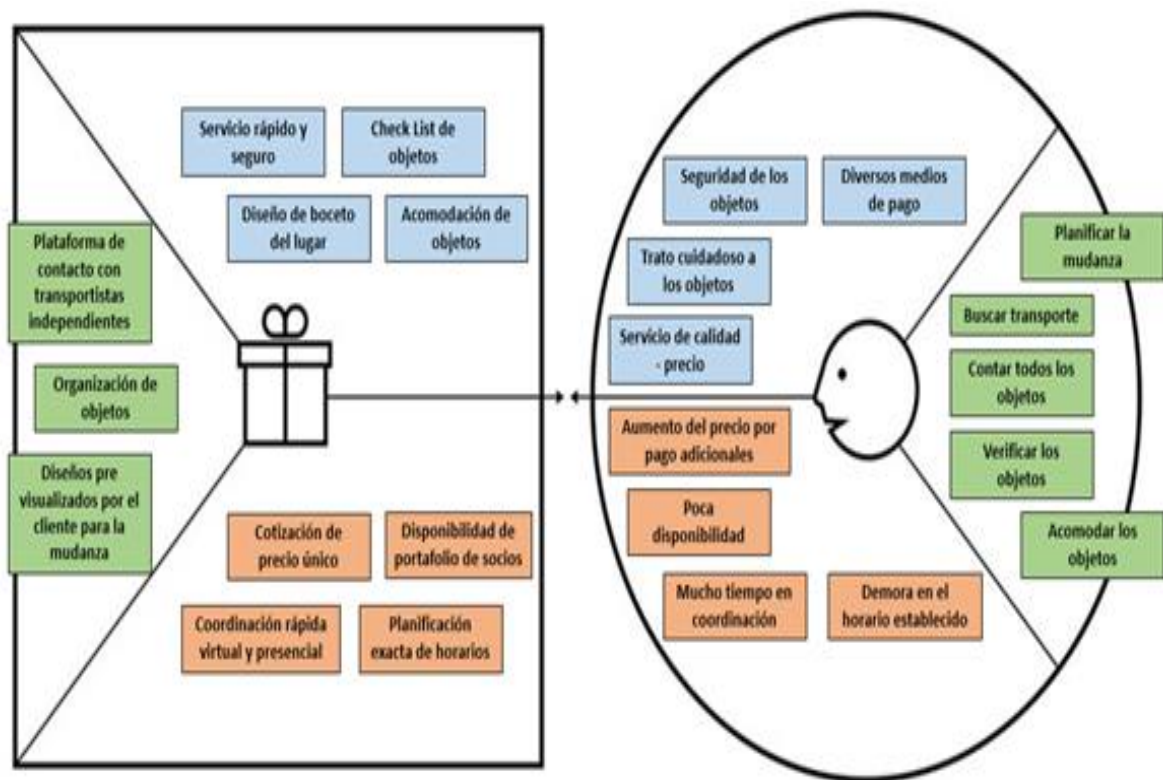 Servicio rápido y
seguro
Check List de
objetos
Diseño de boceto
del lugar
Acomodación de
objetos
Plataforma de
contacto con
transportistas
independientes
Organización de
objetos
Diseños pre
visualizados por el
cliente para la
mudanza
Cotización de
precio único
Disponibilidad de
portafolio de socios
Coordinación rápida
virtual y presencial
Planificación
exacta de horarios
Seguridad de los
objetos
Diversos medios
de pago
Trato cuidadoso a
los objetos
Servicio de calidad
- precio
Aumento del precio por
pago adicionales
Poca
disponibilidad
Mucho tiempo en
coordinación
Demora en el
horario establecido
Planificar la
mudanza
Buscar transporte
Contar todos los
objetos
Verificar los
objetos
Acomodar los
objetos